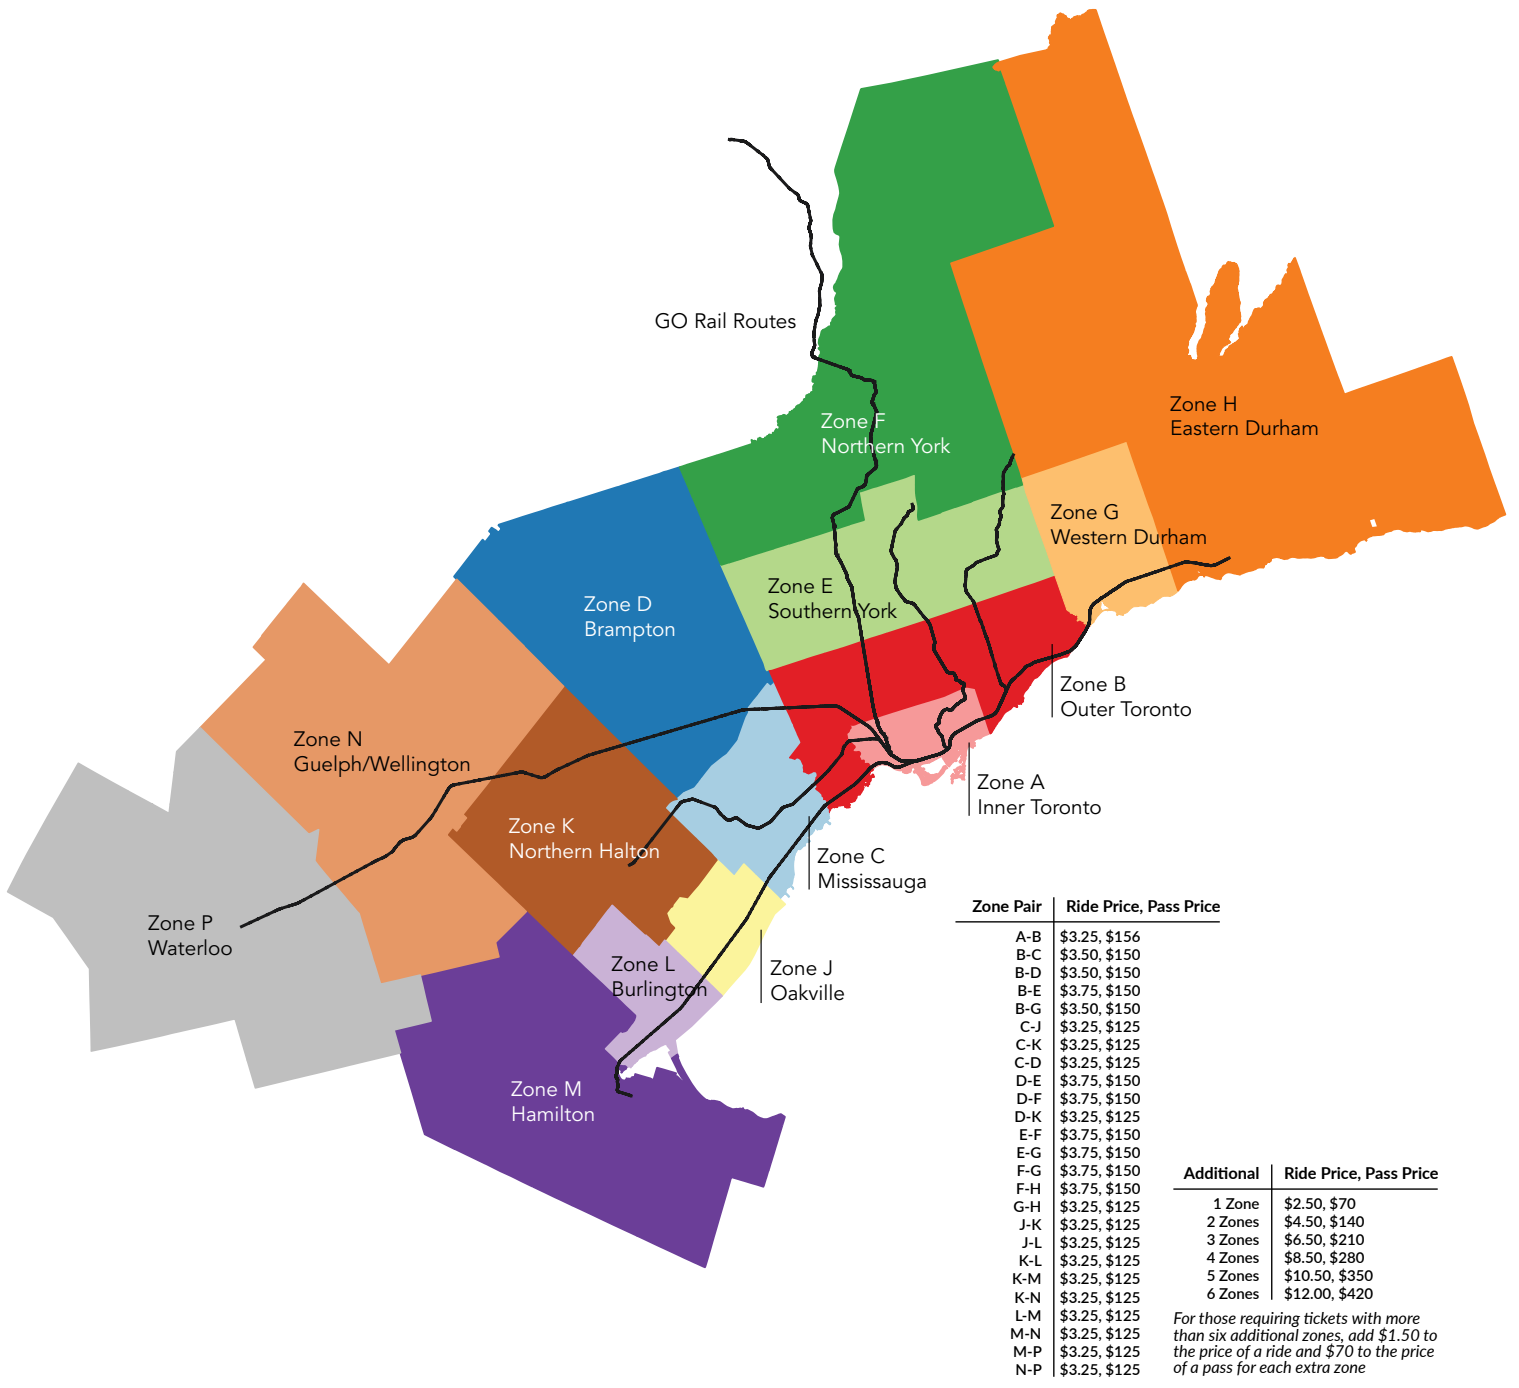 GO Rail Routes
Zone F
Northern York
Zone H
Eastern Durham
Zone G
Western Durham
Zone E
Southern York
Zone D
Brampton
Zone B
Outer Toronto
Zone N
Guelph/Wellington
Zone A
Inner Toronto
Zone K
Northern Halton
Zone C
Mississauga
Zone P
Waterloo
Zone L
Burlington
Zone J
Oakville
Zone M
Hamilton
Zone Pair Ride Price, Pass Price
A-B $3.25, $156
B-C $3.50, $150
B-D $3.50, $150
B-E $3.75, $150
B-G $3.50, $150
C-J $3.25, $125
C-K $3.25, $125
C-D $3.25, $125
D-E $3.75, $150
D-F $3.75, $150
D-K $3.25, $125
E-F $3.75, $150
E-G $3.75, $150
F-G $3.75, $150
F-H $3.75, $150
G-H $3.25, $125
J-K $3.25, $125
J-L $3.25, $125
K-L $3.25, $125
K-M $3.25, $125
K-N $3.25, $125
L-M $3.25, $125
M-N $3.25, $125
M-P $3.25, $125
N-P $3.25, $125
Additional Ride Price, Pass Price
1 Zone $2.50, $70
2 Zones $4.50, $140
3 Zones $6.50, $210
4 Zones $8.50, $280
5 Zones $10.50, $350
6 Zones $12.00, $420
For those requiring tickets with more
than six additional zones, add $1.50 to
the price of a ride and $70 to the price
of a pass for each extra zone